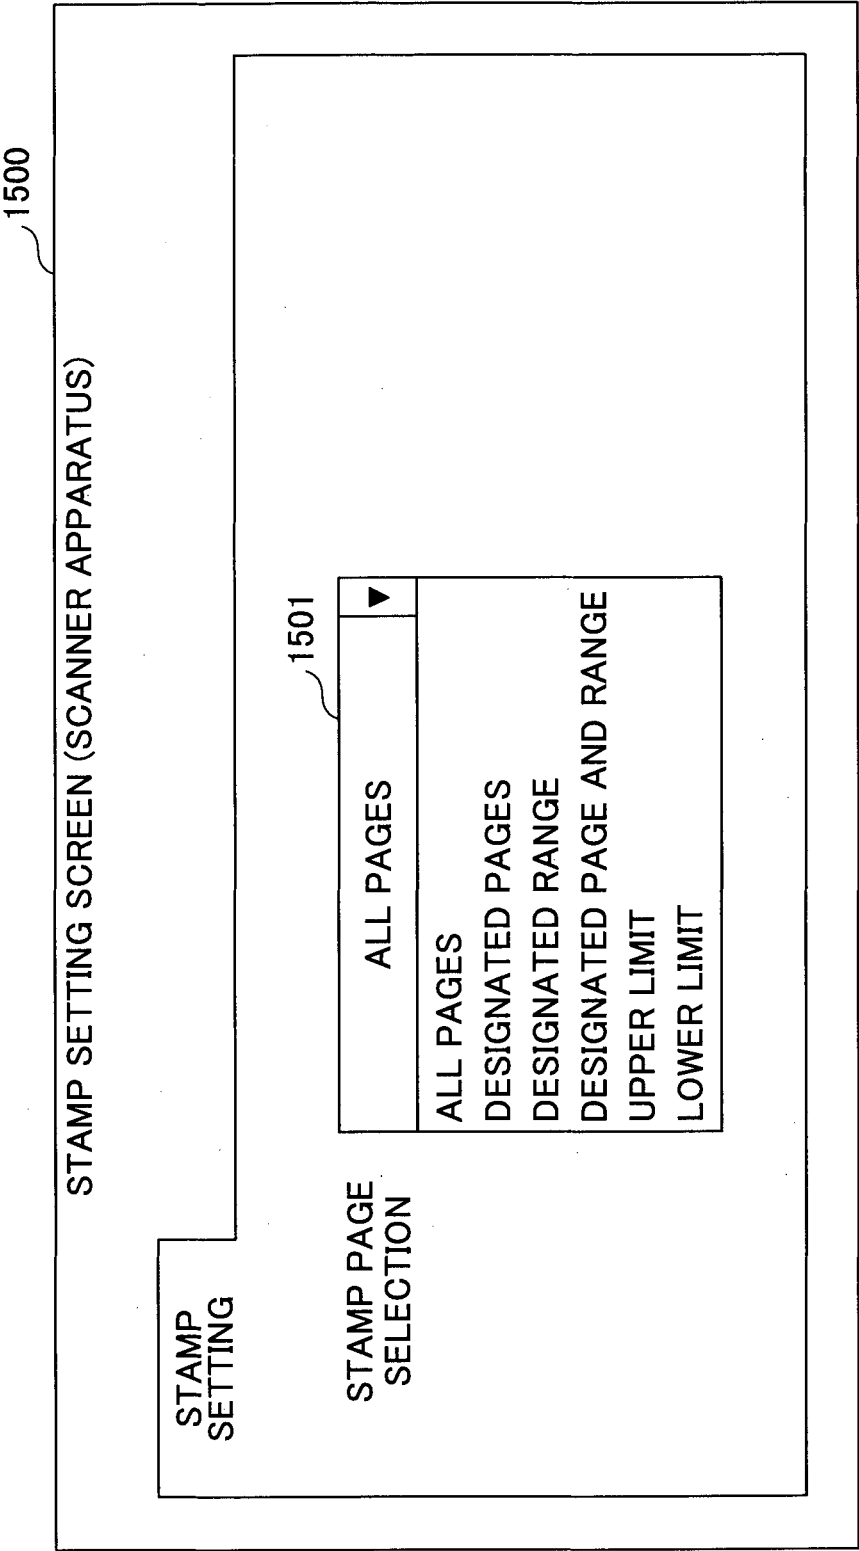 1500
STAMP SETTING SCREEN (SCANNER APPARATUS)
STAMP
SETTING
1501
STAMP PAGE
SELECTION
ALL PAGES ▼
ALL PAGES
DESIGNATED PAGES
DESIGNATED RANGE
DESIGNATED PAGE AND RANGE
UPPER LIMIT
LOWER LIMIT